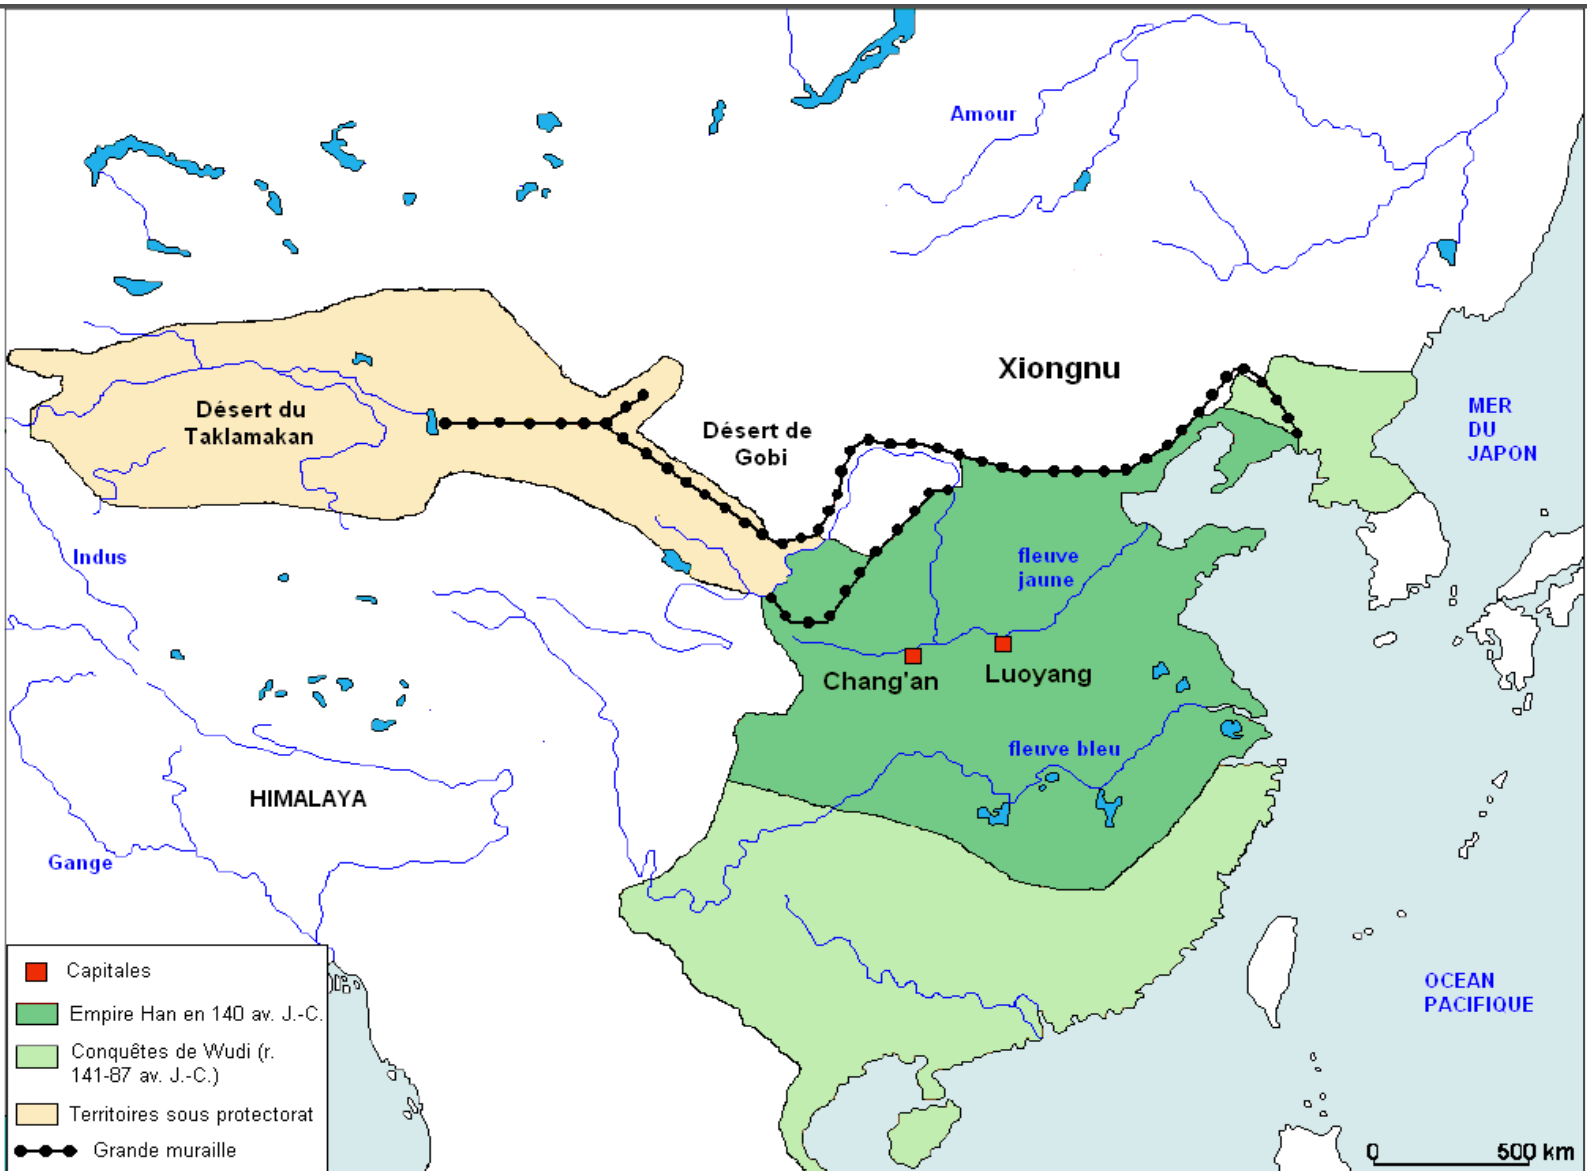 Amour
Xiongnu
Désert du
Taklamakan
Désert de
Gobi
MER
DU
JAPON
Indus
fleuve
jaune
Chang'an
Luoyang
fleuve bleu
HIMALAYA
Gange
OCEAN
PACIFIQUE
Capitales
Empire Han en 140 av. J.-C.
Conquêtes de Wudi (r.
141-87 av. J.-C.)
Territoires sous protectorat
Grande muraille
0 500 km